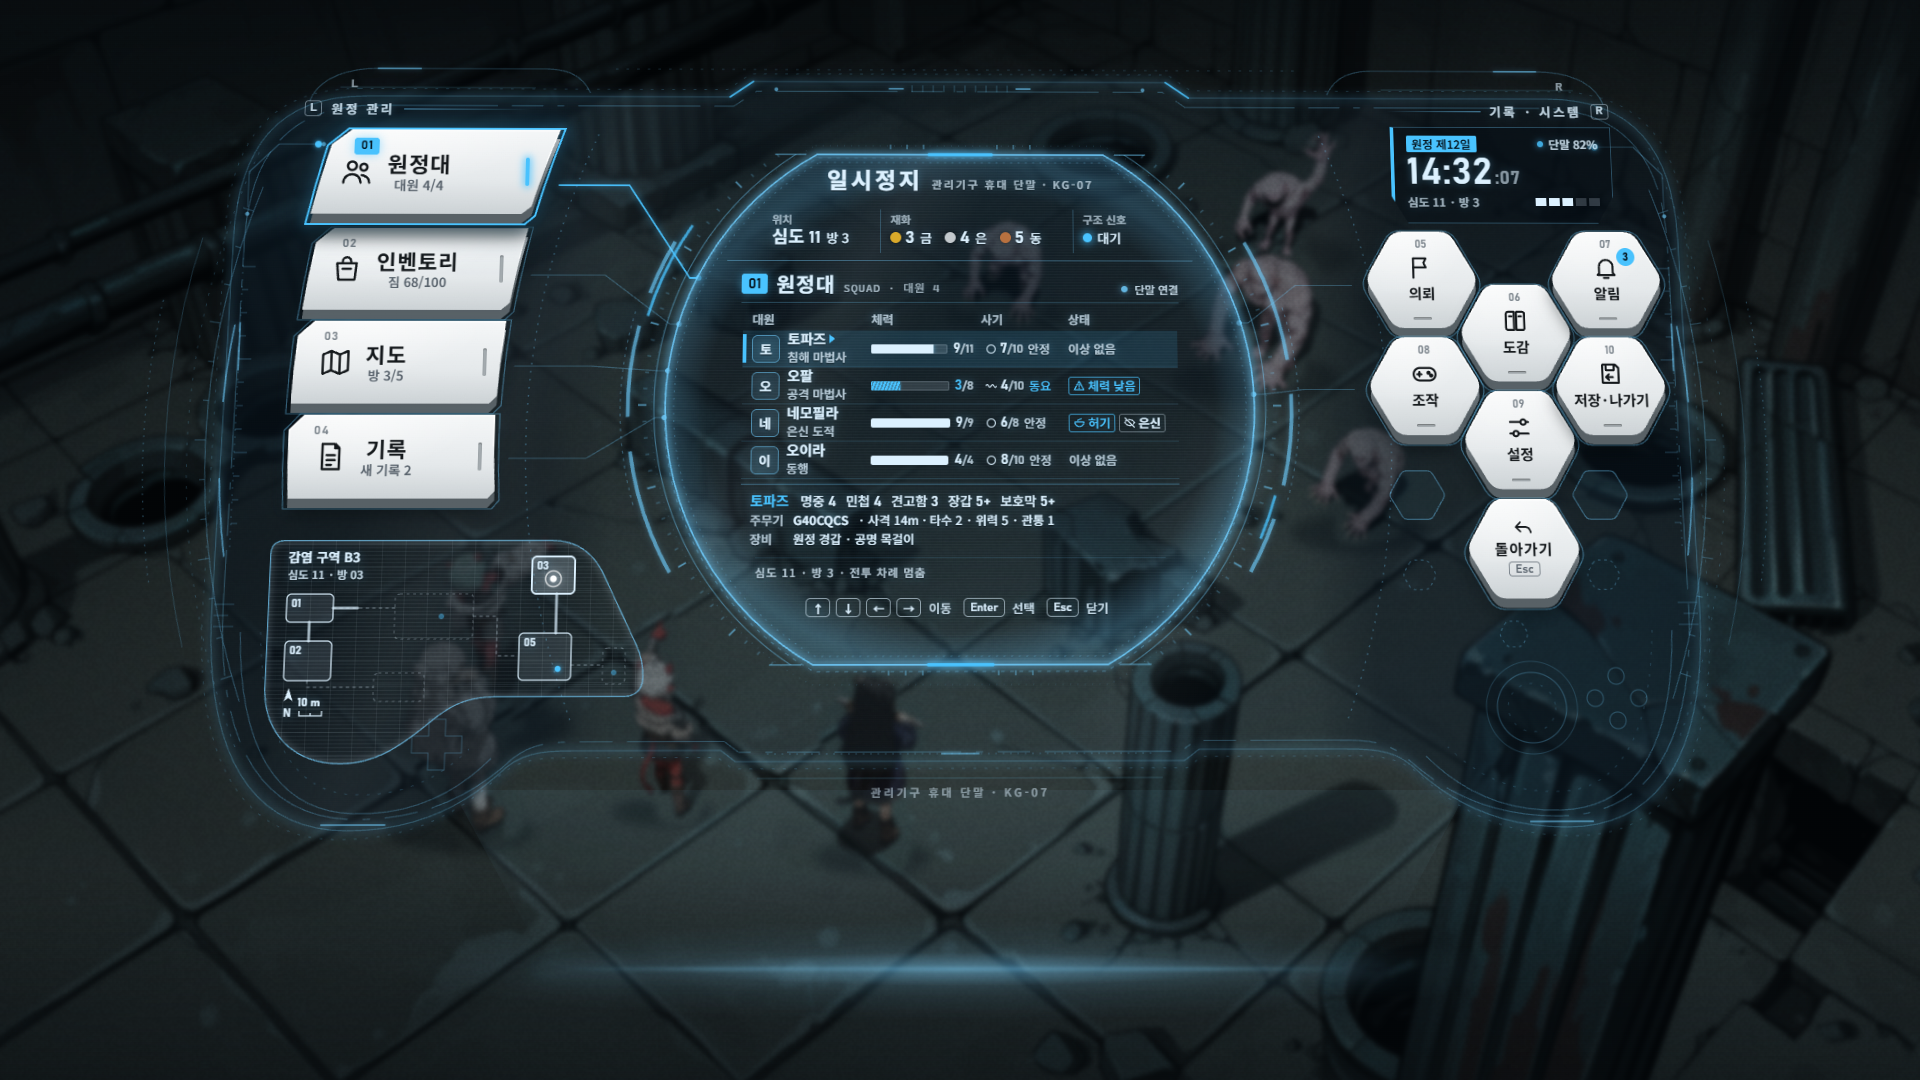 L
R
L 원정 관리
기록 · 시스템 R
01
원정대
대원 4/4
02
인벤토리
짐 68/100
03
지도
방 3/5
04
기록
새 기록 2
감염 구역 B3
심도 11 · 방 03
01
02
03
05
N
10 m
일시정지 관리기구 휴대 단말 · KG-07
위치
심도 11 방 3
재화
3 금 4 은 5 동
구조 신호
대기
01 원정대 SQUAD · 대원 4
단말 연결
대원 체력 사기 상태
토 토파즈 침해 마법사 9/11 7/10 안정 이상 없음
오 오팔 공격 마법사 3/8 4/10 동요 체력 낮음
네 네모필라 은신 도적 9/9 6/8 안정 허기 은신
이 오이라 동행 4/4 8/10 안정 이상 없음
토파즈 명중 4 민첩 4 견고함 3 장갑 5+ 보호막 5+
주무기 G40CQCS · 사격 14m · 타수 2 · 위력 5 · 관통 1
장비 원정 경갑 · 공명 목걸이
심도 11 · 방 3 · 전투 차례 멈춤
↑ ↓ ← → 이동 Enter 선택 Esc 닫기
관리기구 휴대 단말 · KG-07
원정 제12일 단말 82%
14:32:07
심도 11 · 방 3
05
의뢰
06
도감
07
3
알림
08
조작
09
설정
10
저장·나가기
돌아가기
Esc